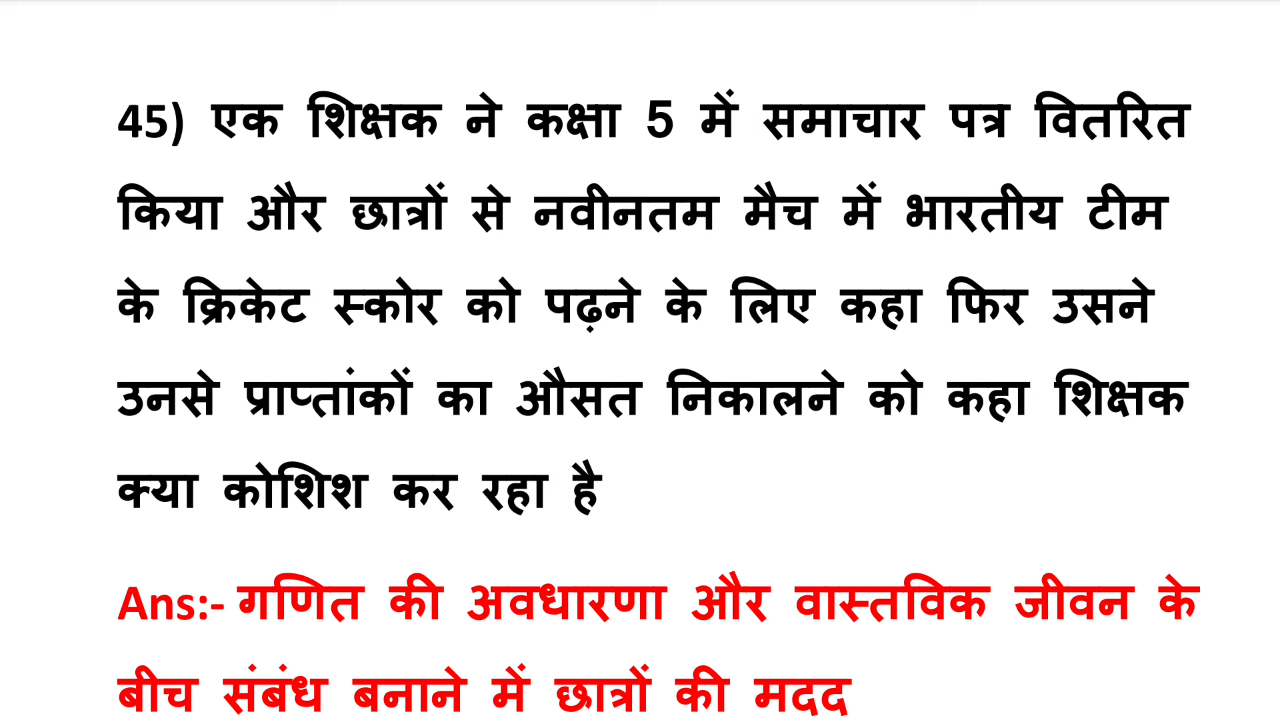 45) एक शिक्षक ने कक्षा 5 में समाचार पत्र वितरित
किया और छात्रों से नवीनतम मैच में भारतीय टीम
के क्रिकेट स्कोर को पढ़ने के लिए कहा फिर उसने
उनसे प्राप्तांकों का औसत निकालने को कहा शिक्षक
क्या कोशिश कर रहा है
Ans:- गणित की अवधारणा और वास्तविक जीवन के
बीच संबंध बनाने में छात्रों की मदद